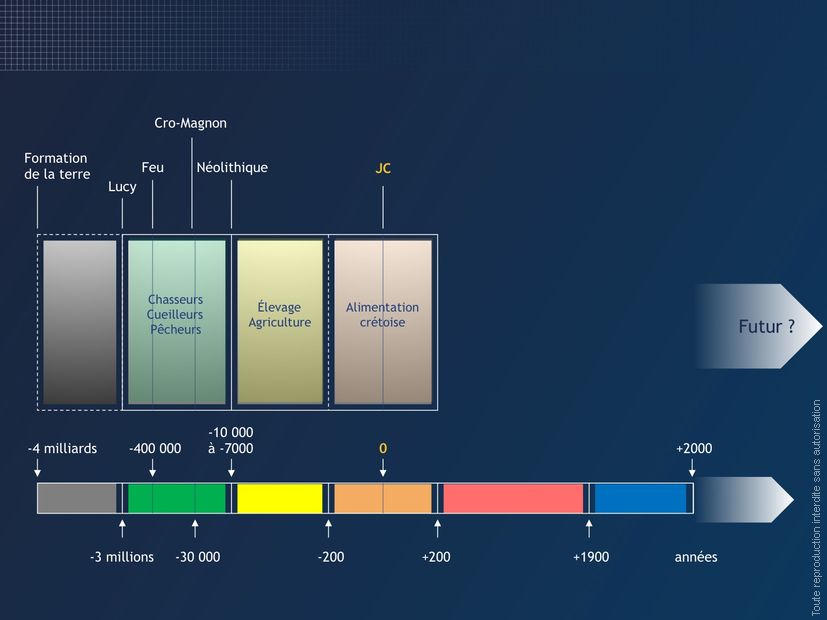 Cro-Magnon
Formation
de la terre
Feu
Néolithique
JC
Lucy
Chasseurs
Cueilleurs
Pêcheurs
Élevage
Agriculture
Alimentation
crétoise
Futur ?
-4 milliards
-400 000
-10 000
à -7000
0
+2000
-3 millions
-30 000
-200
+200
+1900
années
Toute reproduction interdite sans autorisation